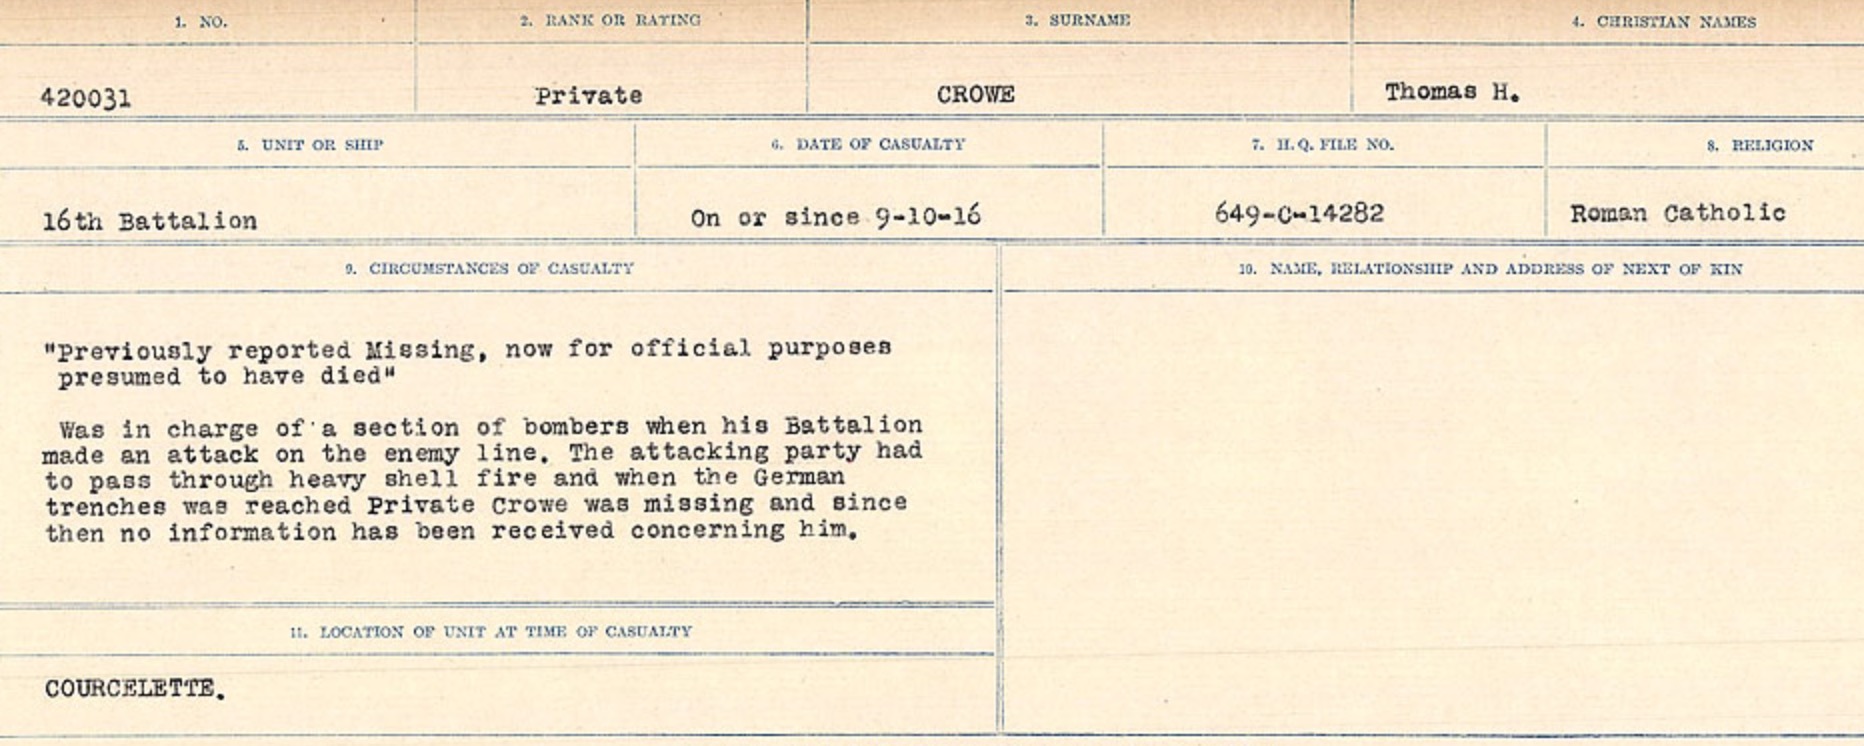 1. NO. 2. RANK OR RATING 3. SURNAME 4. CHRISTIAN NAMES
420031 Private CROWE Thomas H.
5. UNIT OR SHIP 6. DATE OF CASUALTY 7. H.Q. FILE NO. 8. RELIGION
16th Battalion On or since 9-10-16 649-C-14282 Roman Catholic
9. CIRCUMSTANCES OF CASUALTY
"Previously reported Missing, now for official purposes
presumed to have died"
Was in charge of a section of bombers when his Battalion
made an attack on the enemy line. The attacking party had
to pass through heavy shell fire and when the German
trenches was reached Private Crowe was missing and since
then no information has been received concerning him.
10. NAME, RELATIONSHIP AND ADDRESS OF NEXT OF KIN
11. LOCATION OF UNIT AT TIME OF CASUALTY
COURCELETTE.